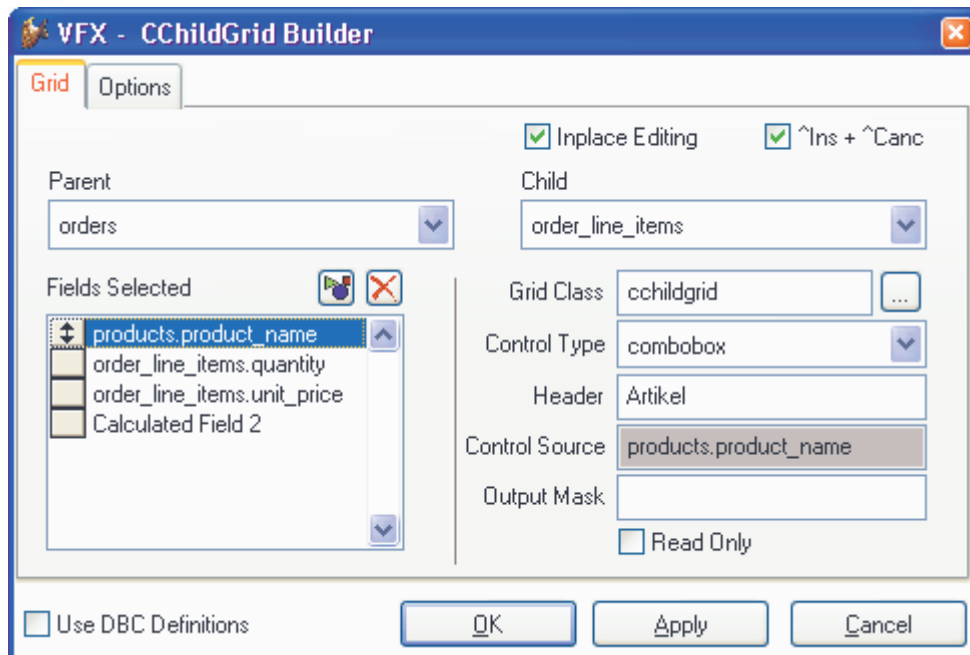 VFX - CChildGrid Builder
Grid
Options
Inplace Editing
^Ins + ^Canc
Parent
Child
orders
order_line_items
Fields Selected
products.product_name
order_line_items.quantity
order_line_items.unit_price
Calculated Field 2
Grid Class
cchildgrid
...
Control Type
combobox
Header
Artikel
Control Source
products.product_name
Output Mask
Read Only
Use DBC Definitions
OK
Apply
Cancel